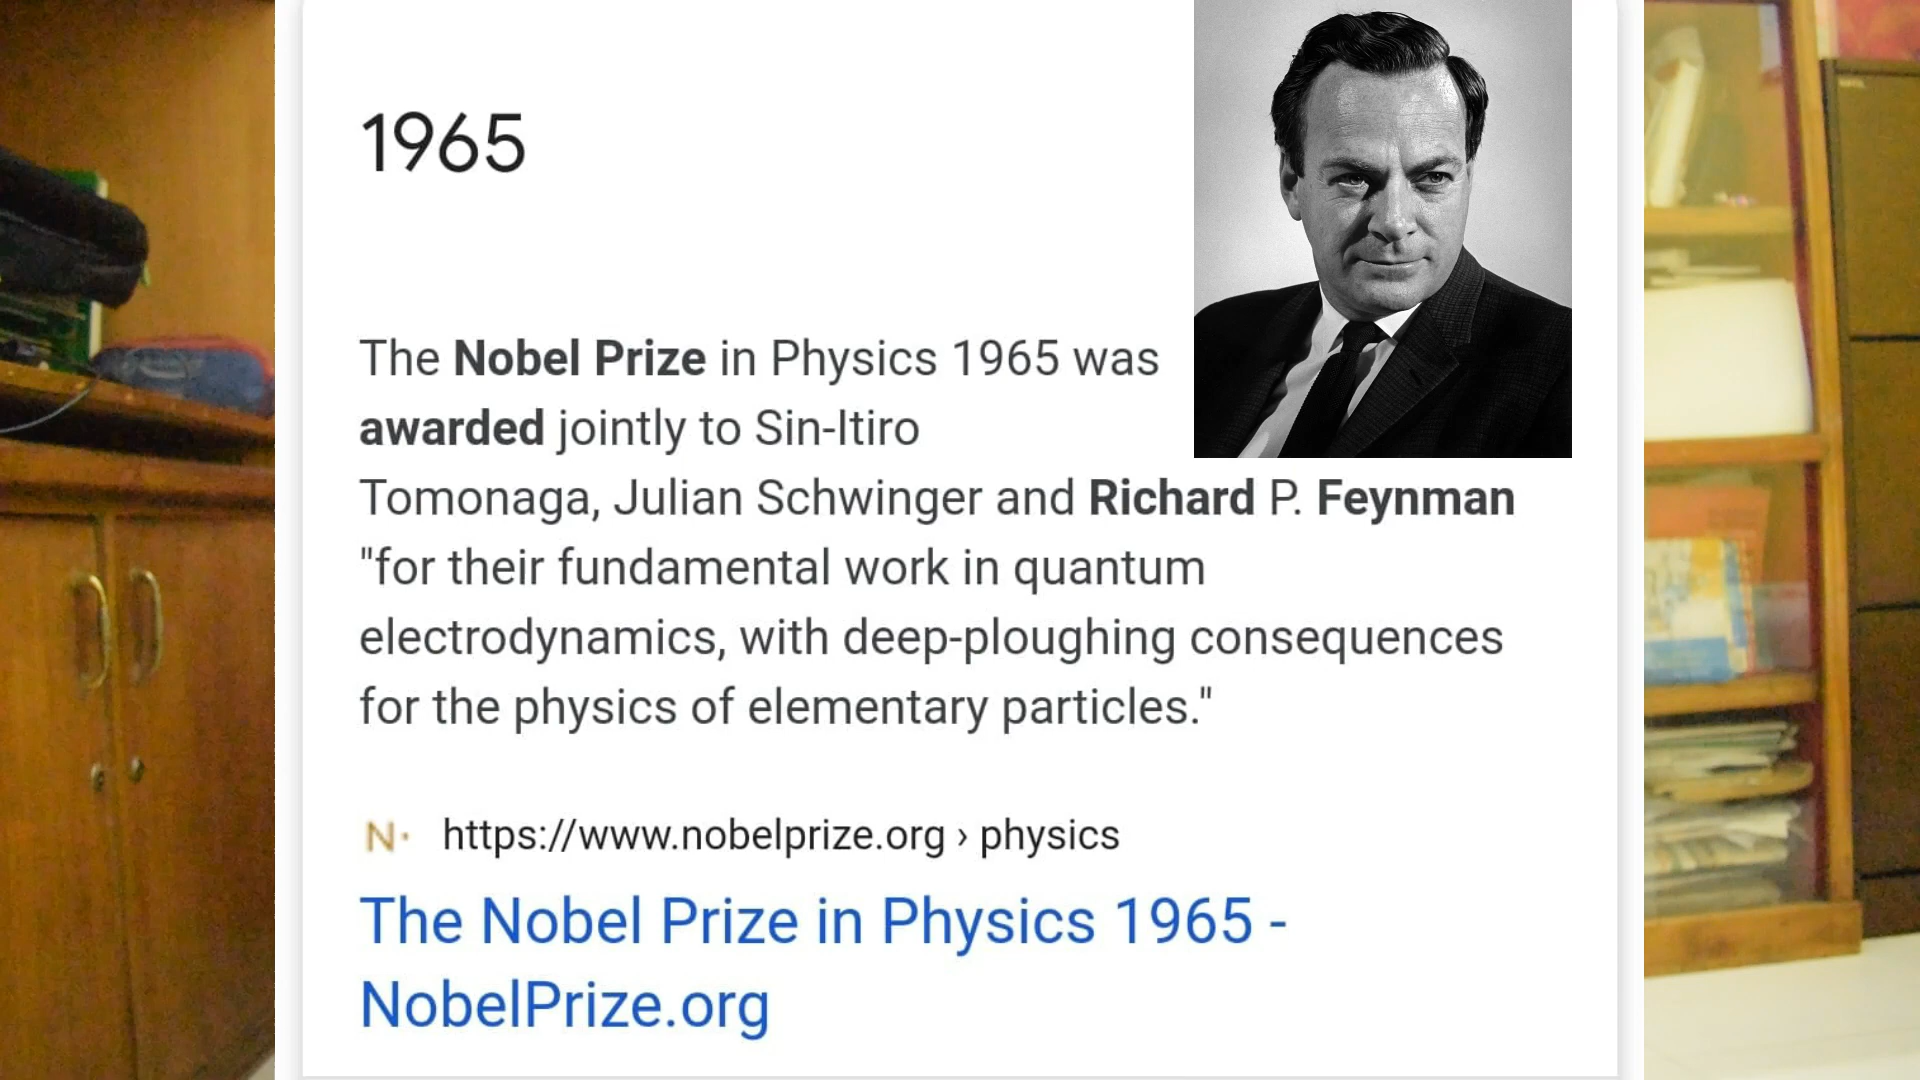 1965
The Nobel Prize in Physics 1965 was
awarded jointly to Sin-Itiro
Tomonaga, Julian Schwinger and Richard P. Feynman
"for their fundamental work in quantum
electrodynamics, with deep-ploughing consequences
for the physics of elementary particles."
N· https://www.nobelprize.org › physics
The Nobel Prize in Physics 1965 -
NobelPrize.org